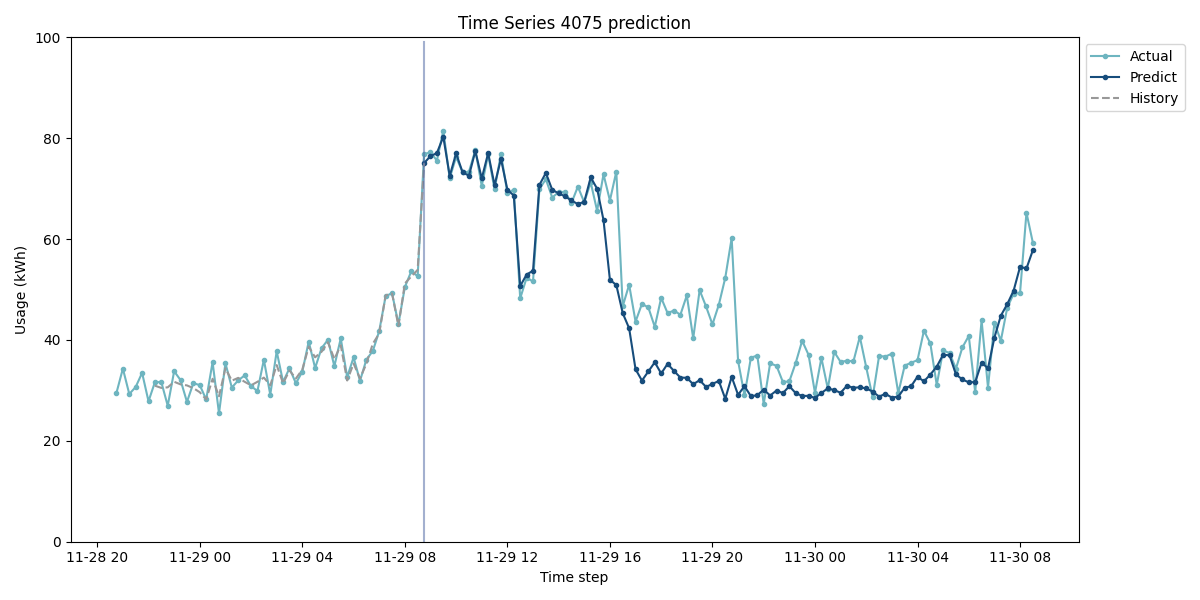 Time Series 4075 prediction
100
80
60
40
20
0
Usage (kWh)
11-28 20
11-29 00
11-29 04
11-29 08
11-29 12
11-29 16
11-29 20
11-30 00
11-30 04
11-30 08
Time step
Actual
Predict
History